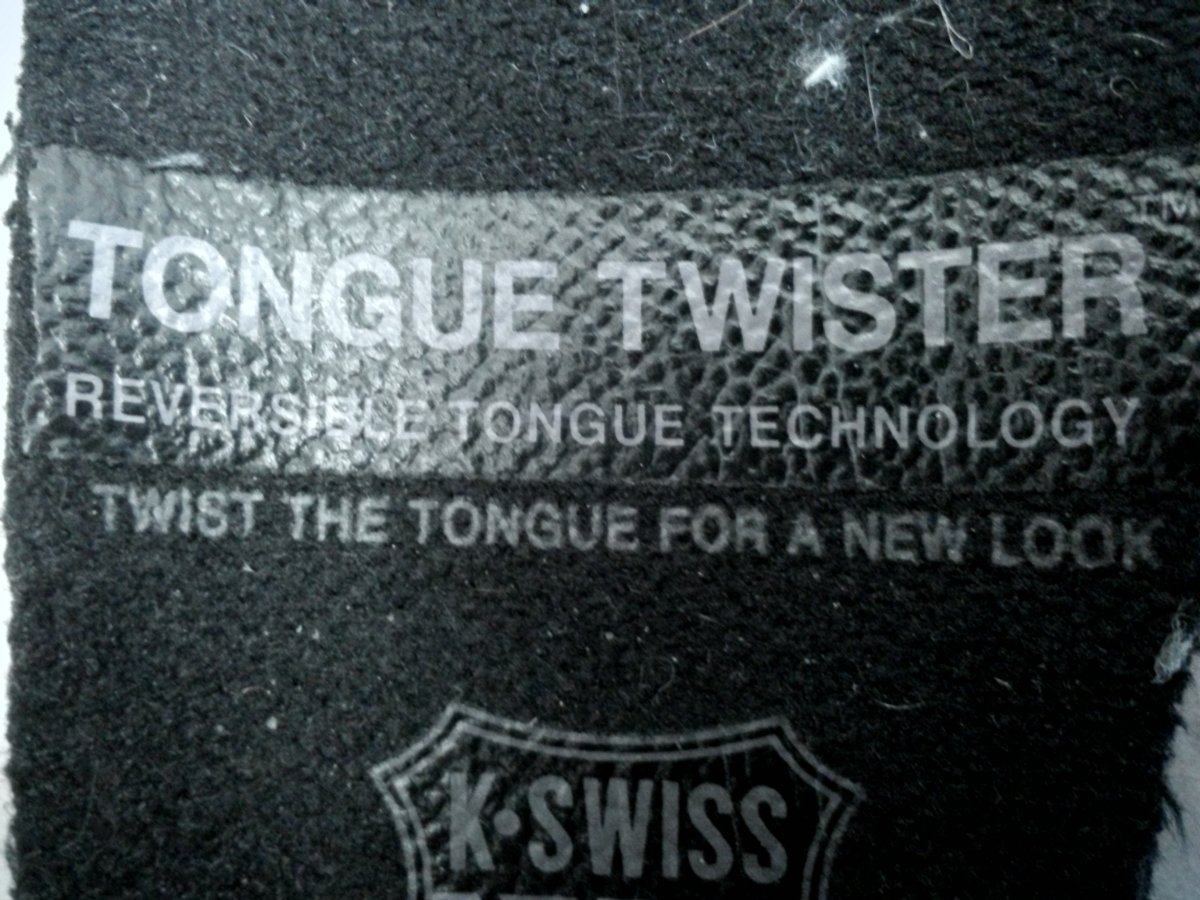 TONGUE TWISTER™
REVERSIBLE TONGUE TECHNOLOGY
TWIST THE TONGUE FOR A NEW LOOK
K·SWISS